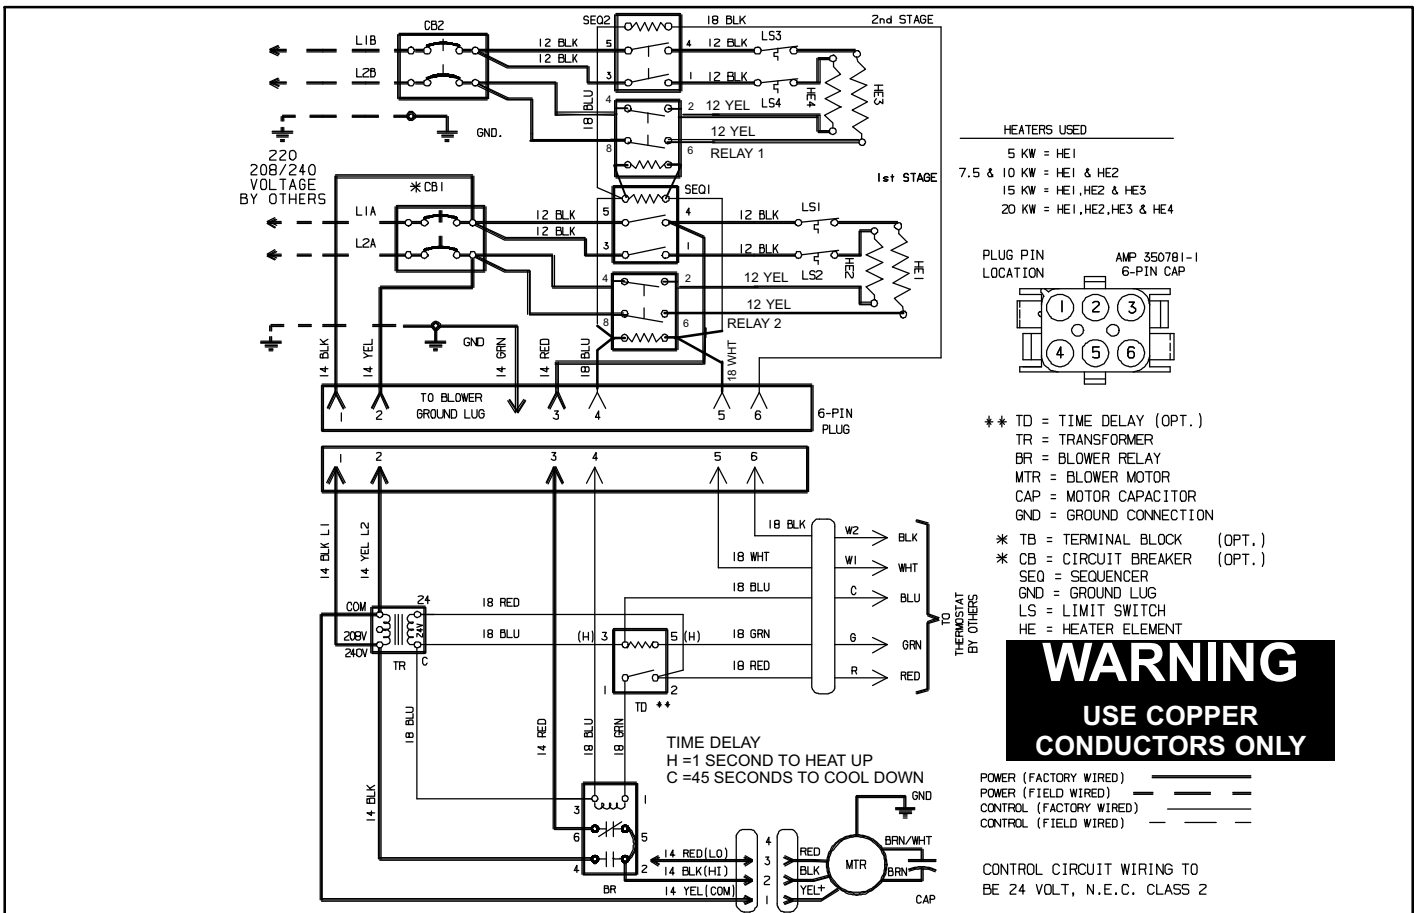 CB2
SEQ2
18 BLK
2nd STAGE
L1B
12 BLK
5
4
12 BLK
LS3
12 BLK
L2B
3
1
12 BLK
LS4
HE4
HE3
18 BLU
4
2
12 YEL
12 YEL
8
6
RELAY 1
GND.
220
208/240
VOLTAGE
BY OTHERS
* CB1
1st STAGE
SEQ1
L1A
12 BLK
5
4
12 BLK
LS1
12 BLK
L2A
3
1
12 BLK
LS2
HE2
HE1
4
2
12 YEL
12 YEL
8
6
RELAY 2
GND
14 BLK
14 YEL
14 GRN
14 RED
18 BLU
18 WHT
TO BLOWER
GROUND LUG
1
2
3
4
5
6
6-PIN
PLUG
1
2
3
4
5
6
14 BLK L1
14 YEL L2
18 BLK
W2
BLK
18 WHT
W1
WHT
18 BLU
C
BLU
18 GRN
G
GRN
18 RED
R
RED
TO
THERMOSTAT
BY OTHERS
COM
208V
240V
24
24V
TR
C
18 RED
18 BLU
(H) 3
5 (H)
1
2
TD **
18 BLU
14 RED
18 BLU
18 GRN
14 BLK
TIME DELAY
H =1 SECOND TO HEAT UP
C =45 SECONDS TO COOL DOWN
3
1
6
5
4
2
BR
14 RED(LO)
14 BLK(HI)
14 YEL(COM)
4
3
2
1
RED
BLK
YEL+
MTR
GND
BRN/WHT
BRN
CAP
HEATERS USED
5 KW = HE1
7.5 & 10 KW = HE1 & HE2
15 KW = HE1,HE2 & HE3
20 KW = HE1,HE2,HE3 & HE4
PLUG PIN
LOCATION
AMP 350781-1
6-PIN CAP
1 2 3
4 5 6
** TD = TIME DELAY (OPT.)
TR = TRANSFORMER
BR = BLOWER RELAY
MTR = BLOWER MOTOR
CAP = MOTOR CAPACITOR
GND = GROUND CONNECTION
* TB = TERMINAL BLOCK (OPT.)
* CB = CIRCUIT BREAKER (OPT.)
SEQ = SEQUENCER
GND = GROUND LUG
LS = LIMIT SWITCH
HE = HEATER ELEMENT
WARNING
USE COPPER
CONDUCTORS ONLY
POWER (FACTORY WIRED)
POWER (FIELD WIRED)
CONTROL (FACTORY WIRED)
CONTROL (FIELD WIRED)
CONTROL CIRCUIT WIRING TO
BE 24 VOLT, N.E.C. CLASS 2